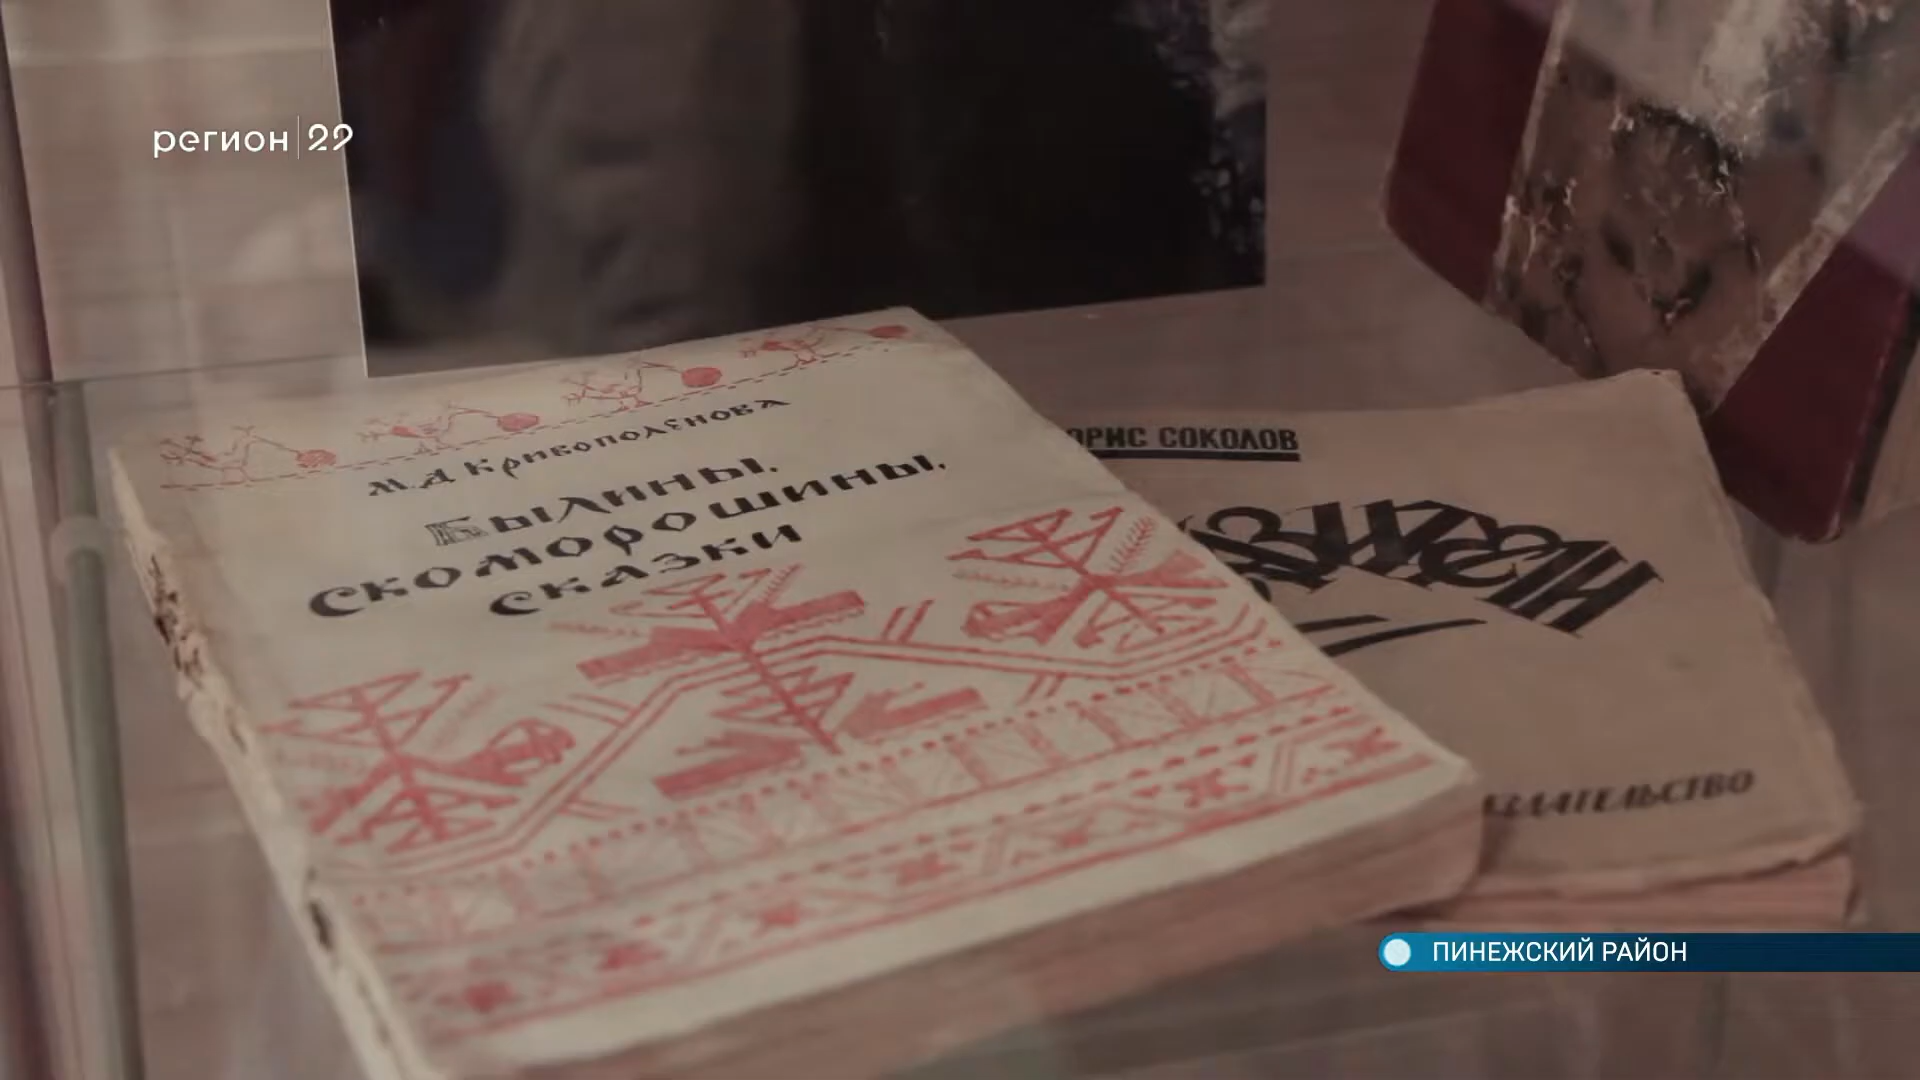 регион|29
М.Д Кривополенова
Былины,
скоморошины,
сказки
ОРИС СОКОЛОВ
ЗДАТЕЛЬСТВО
ПИНЕЖСКИЙ РАЙОН